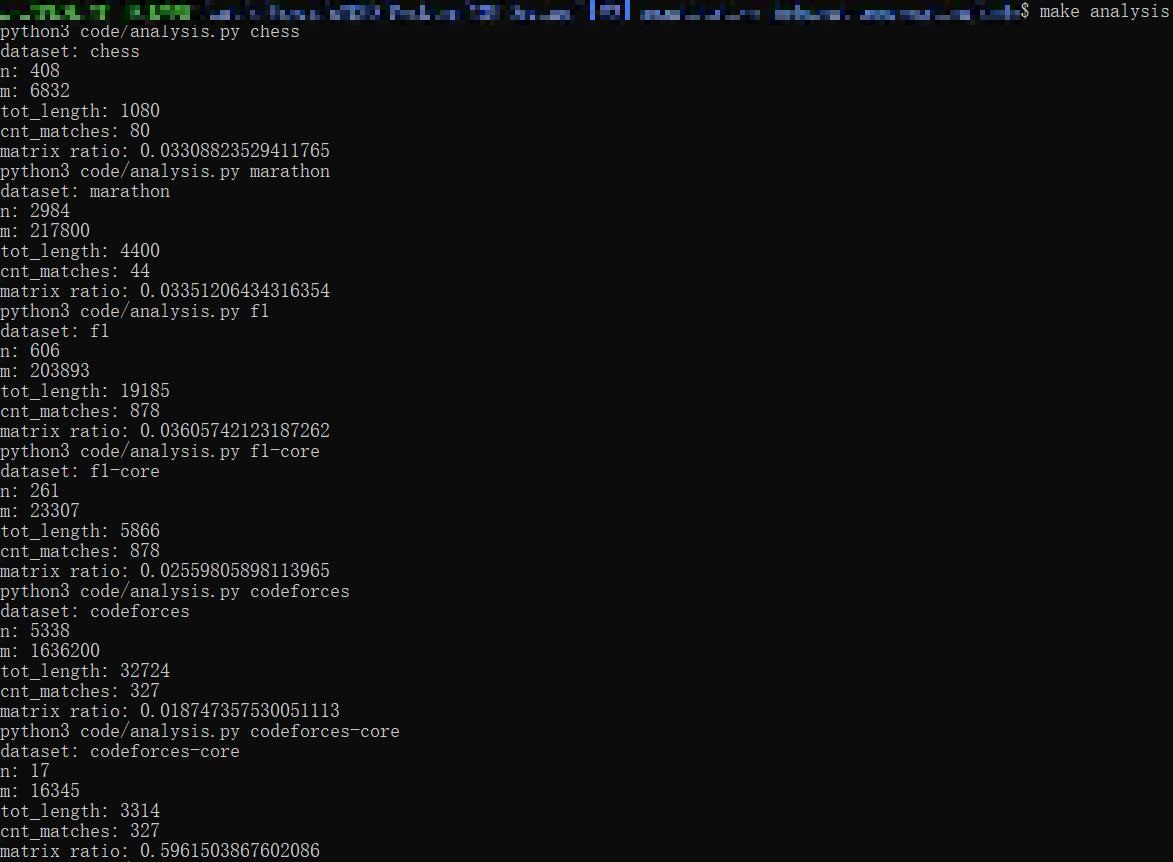 $ make analysis
python3 code/analysis.py chess
dataset: chess
n: 408
m: 6832
tot_length: 1080
cnt_matches: 80
matrix ratio: 0.03308823529411765
python3 code/analysis.py marathon
dataset: marathon
n: 2984
m: 217800
tot_length: 4400
cnt_matches: 44
matrix ratio: 0.03351206434316354
python3 code/analysis.py f1
dataset: f1
n: 606
m: 203893
tot_length: 19185
cnt_matches: 878
matrix ratio: 0.03605742123187262
python3 code/analysis.py f1-core
dataset: f1-core
n: 261
m: 23307
tot_length: 5866
cnt_matches: 878
matrix ratio: 0.02559805898113965
python3 code/analysis.py codeforces
dataset: codeforces
n: 5338
m: 1636200
tot_length: 32724
cnt_matches: 327
matrix ratio: 0.018747357530051113
python3 code/analysis.py codeforces-core
dataset: codeforces-core
n: 17
m: 16345
tot_length: 3314
cnt_matches: 327
matrix ratio: 0.5961503867602086